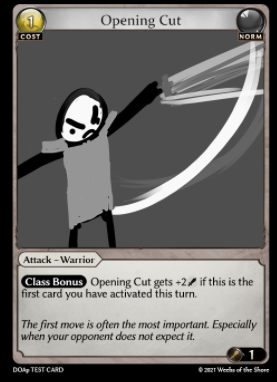 Opening Cut
1
COST
NORM
Attack – Warrior
Class Bonus Opening Cut gets +2 if this is the
first card you have activated this turn.
The first move is often the most important. Especially
when your opponent does not expect it.
1
DOAp TEST CARD
© 2021 Weebs of the Shore